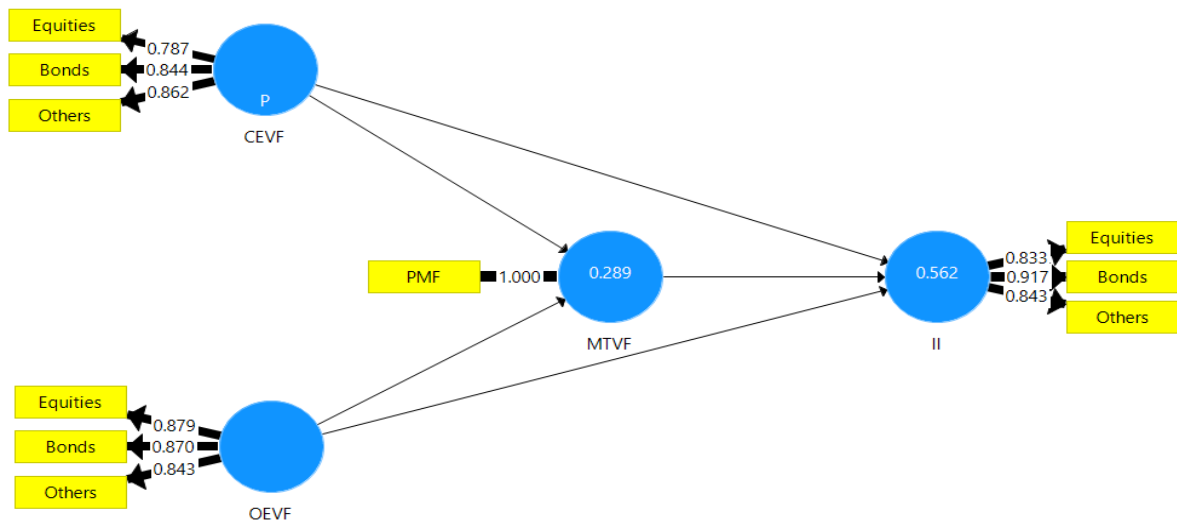 Equities
Bonds
Others
0.787
0.844
0.862
P
CEVF
PMF
1.000
0.289
MTVF
0.562
II
0.833
0.917
0.843
Equities
Bonds
Others
Equities
Bonds
Others
0.879
0.870
0.843
OEVF